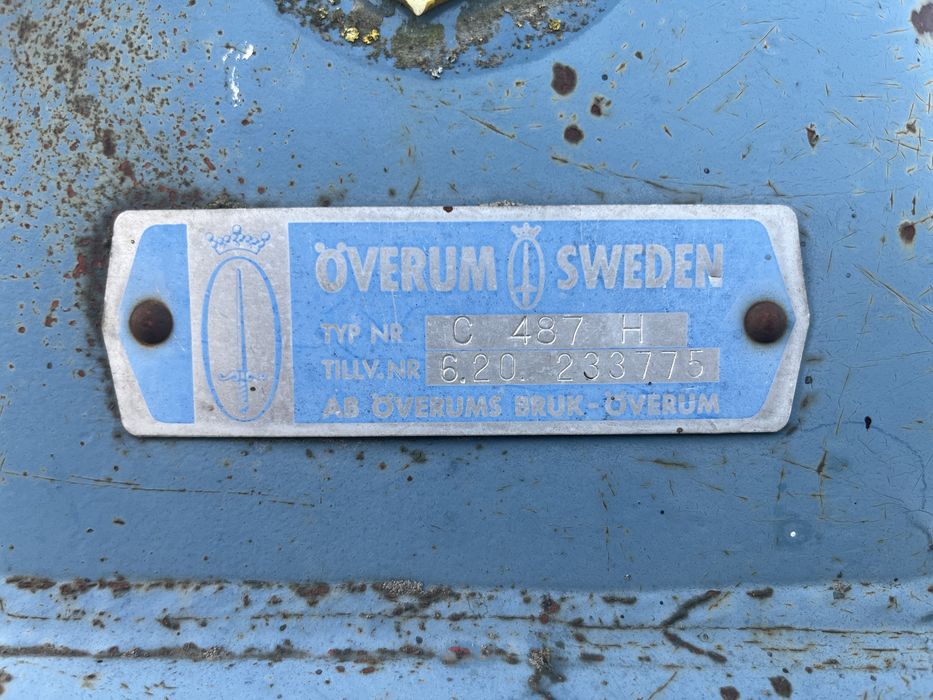 ÖVERUM SWEDEN
TYP NR C 487 H
TILLV.NR 6.20. 233775
AB ÖVERUMS BRUK-ÖVERUM